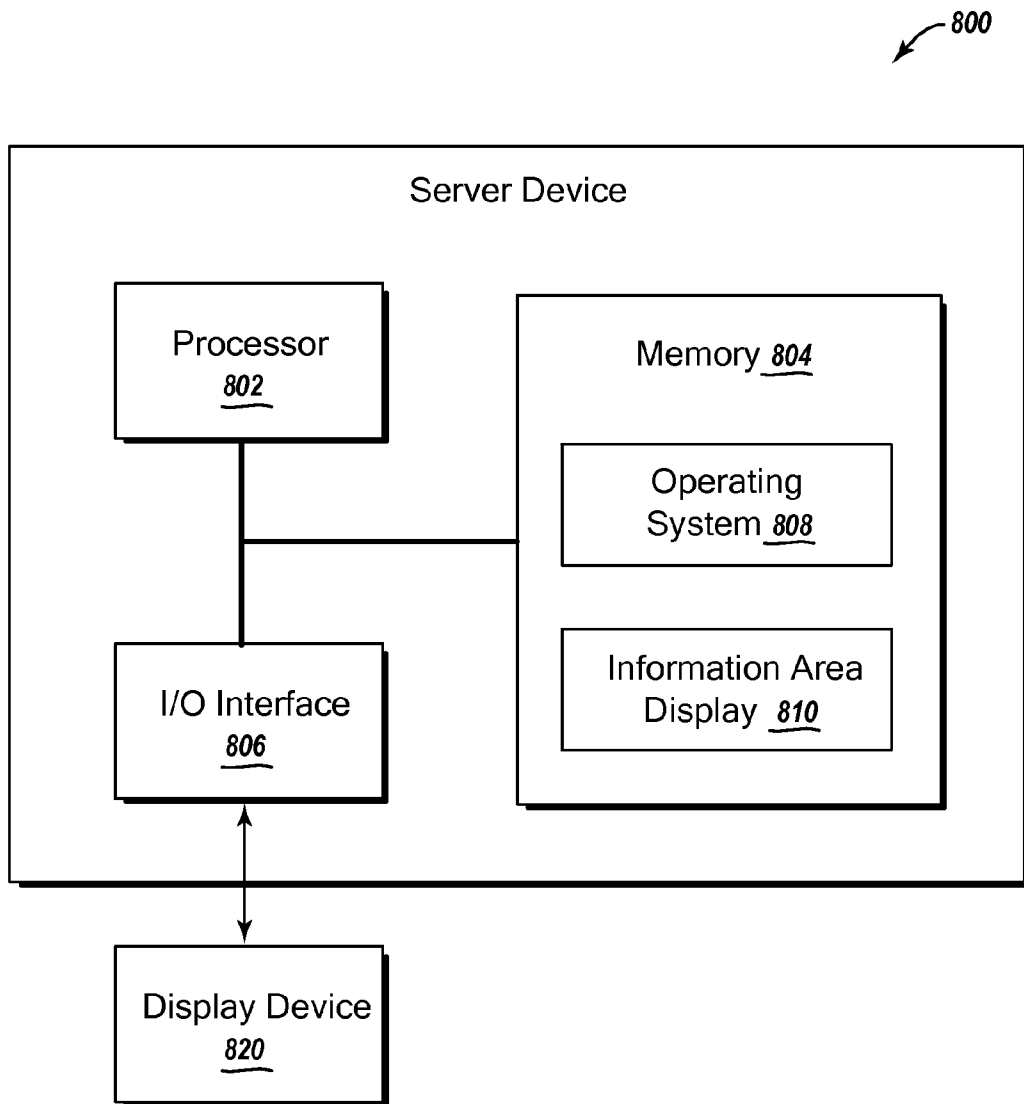 800
Server Device
Processor
802
Memory 804
Operating
System 808
I/O Interface
806
Information Area
Display 810
Display Device
820